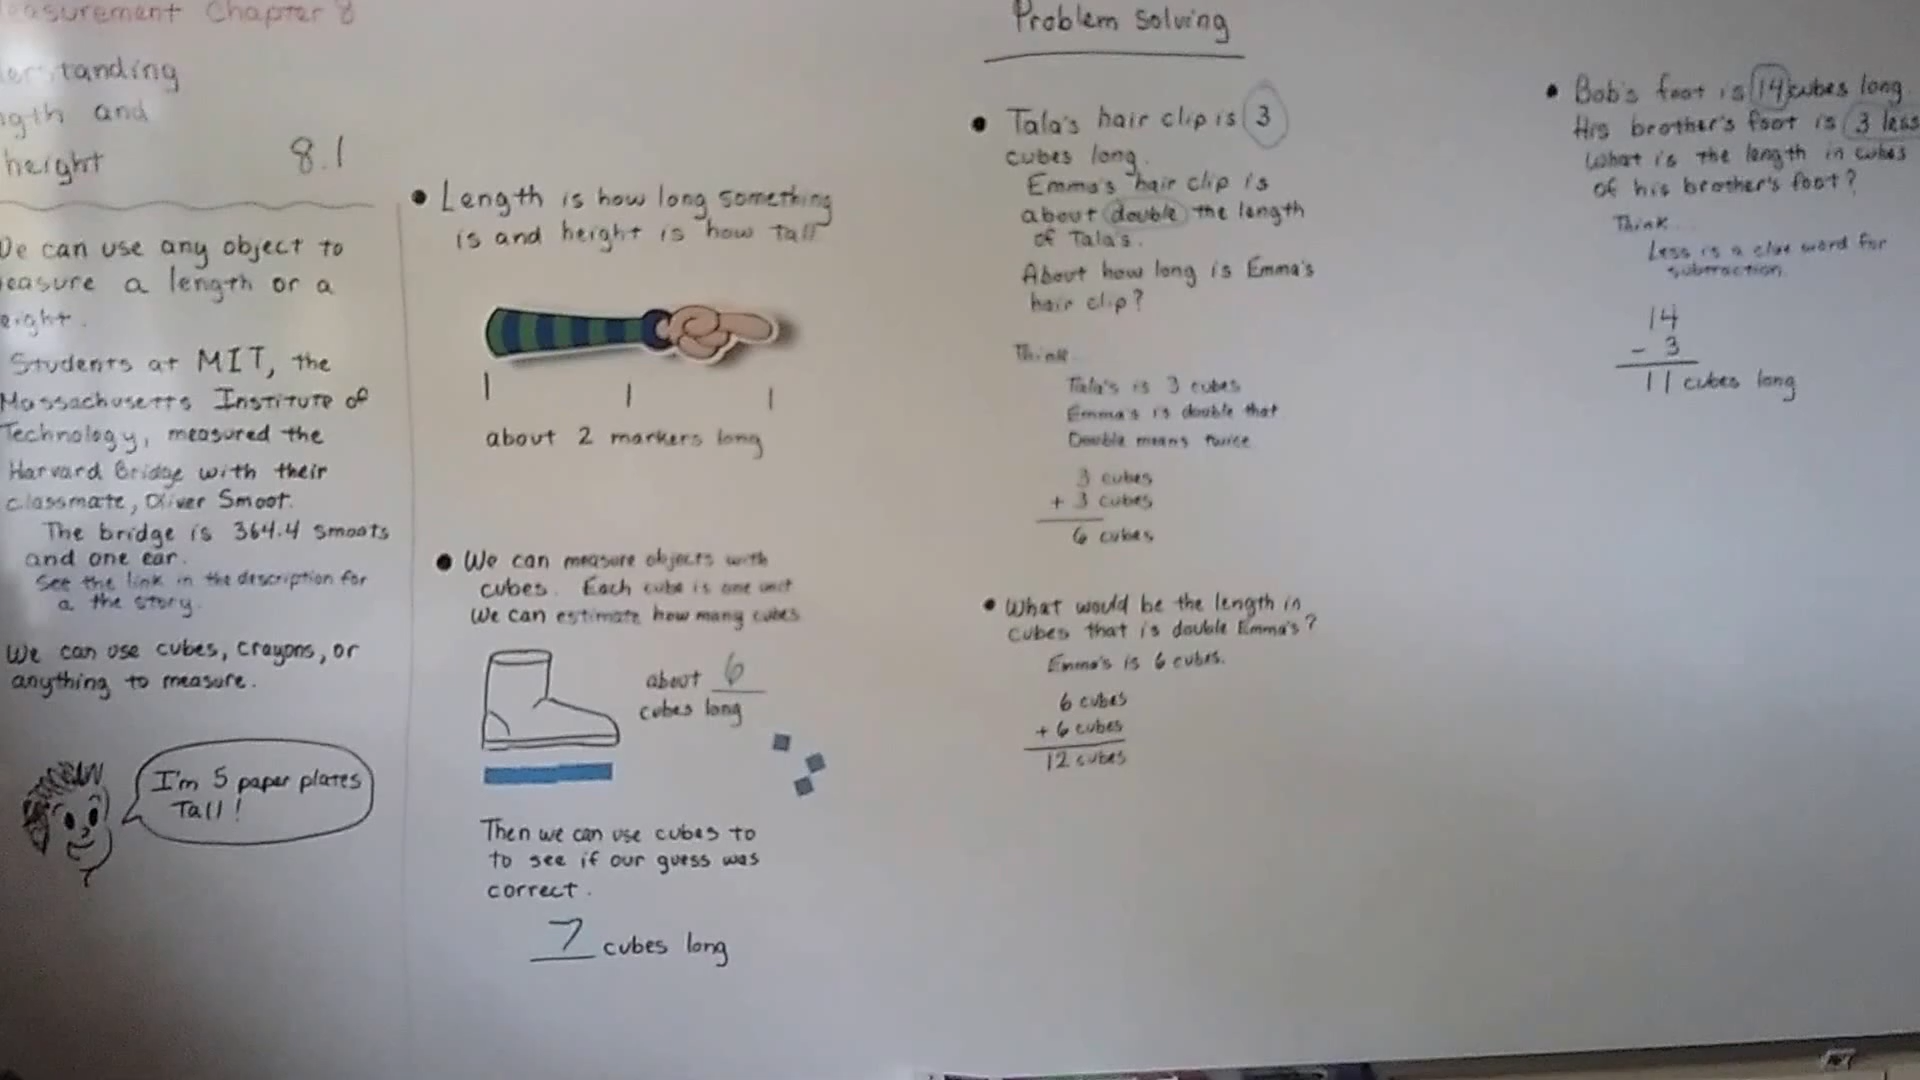 easurement Chapter 8
erstanding
ngth and
height
8.1
We can use any object to
easure a length or a
eight.
Students at MIT, the
Massachusetts Institute of
Technology, measured the
Harvard Bridge with their
classmate, Oliver Smoot.
The bridge is 364.4 smoots
and one ear.
See the link in the description for
a the story.
We can use cubes, crayons, or
anything to measure.
I'm 5 paper plates
Tall!
Length is how long something
is and height is how tall
about 2 markers long
We can measure objects with
cubes. Each cube is one unit
We can estimate how many cubes
about 6
cubes long
Then we can use cubes to
to see if our guess was
correct.
7 cubes long
Problem solving
Tala's hair clip is 3
cubes long.
Emma's hair clip is
about double the length
of Tala's.
About how long is Emma's
hair clip?
Think
Tala's is 3 cubes
Emma's is double that
Double means twice
3 cubes
+ 3 cubes
6 cubes
What would be the length in
cubes that is double Emma's?
Emma's is 6 cubes.
6 cubes
+ 6 cubes
12 cubes
Bob's foot is 14 cubes long.
His brother's foot is 3 less
What is the length in cubes
of his brother's foot?
Think...
Less is a clue word for
subtraction.
14
- 3
11 cubes long